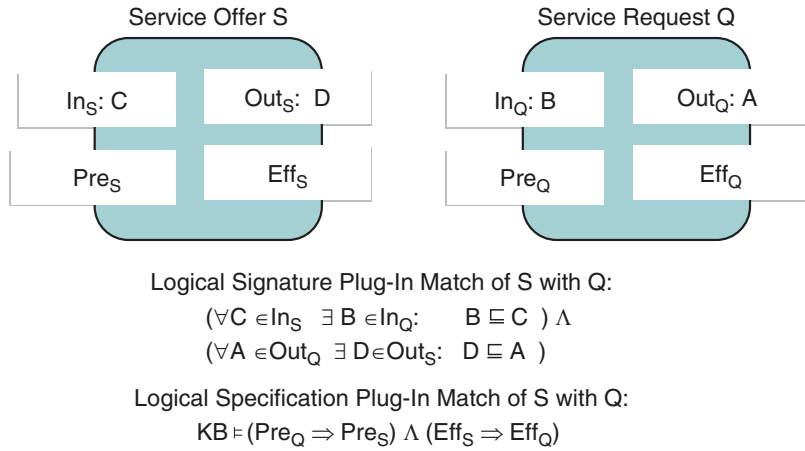 Service Offer S
Service Request Q
In_S: C
Out_S: D
In_Q: B
Out_Q: A
Pre_S
Eff_S
Pre_Q
Eff_Q
Logical Signature Plug-In Match of S with Q:
(∀C ∈In_S ∃ B ∈In_Q: B ⊑ C ) Λ
(∀A ∈Out_Q ∃ D∈Out_S: D ⊑ A )
Logical Specification Plug-In Match of S with Q:
KB ⊨ (Pre_Q ⇒ Pre_S) Λ (Eff_S ⇒ Eff_Q)